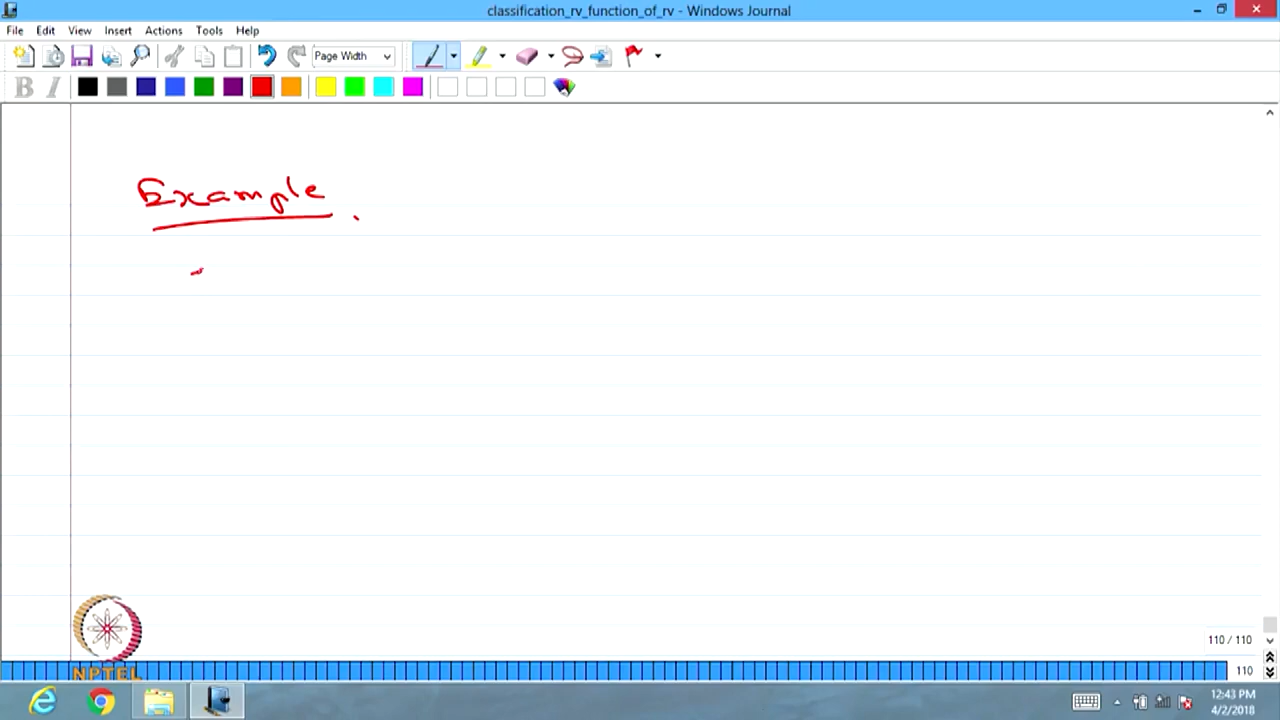 classification_rv_function_of_rv - Windows Journal
File Edit View Insert Actions Tools Help
Page Width
B I
Example
110 / 110
NPTEL
110
12:43 PM
4/2/2018